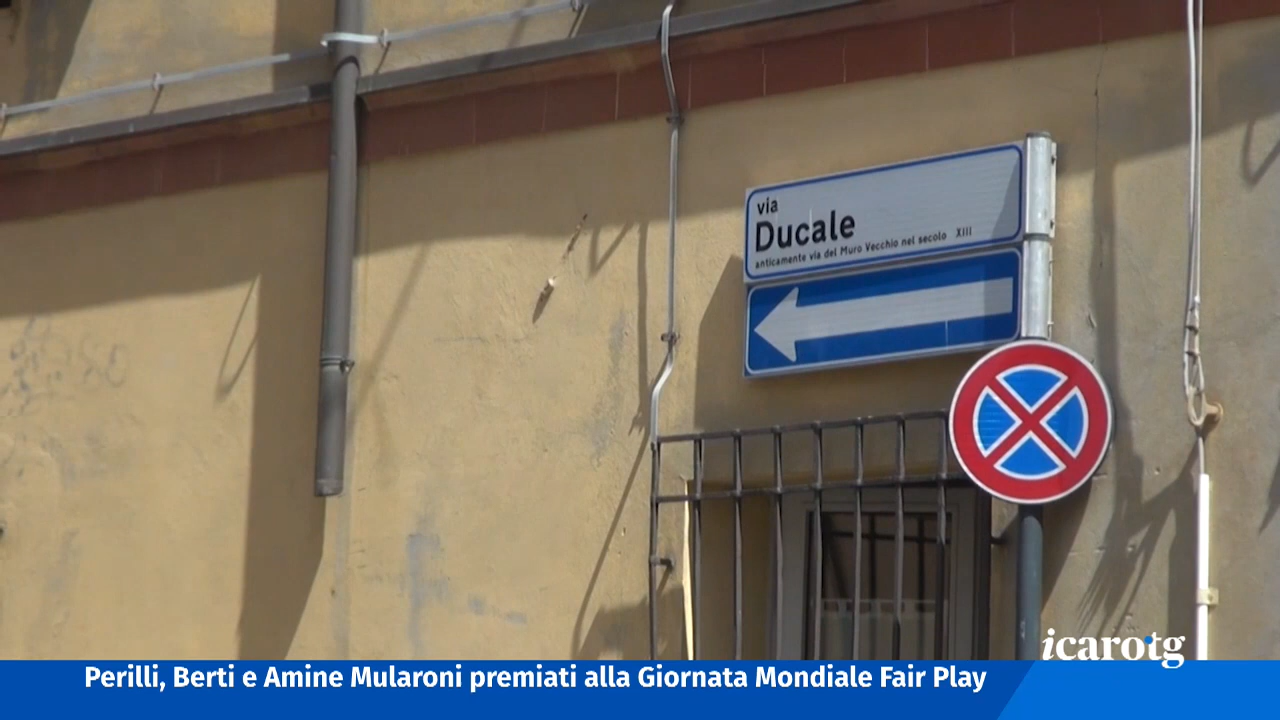 via
Ducale
anticamente via del Muro Vecchio nel secolo XIII
icarotg
Perilli, Berti e Amine Mularoni premiati alla Giornata Mondiale Fair Play